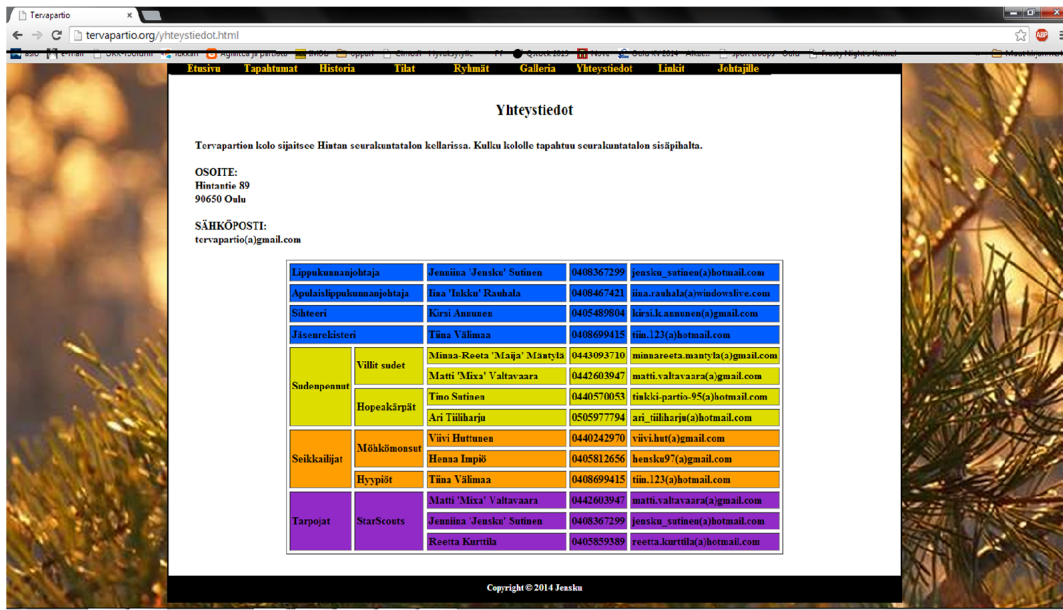 Tervapartio
tervapartio.org/yhteystiedot.html
Etusivu Tapahtumat Historia Tilat Ryhmät Galleria Yhteystiedot Linkit Johtajille
Yhteystiedot
Tervapartion kolo sijaitsee Hintan seurakuntatalon kellarissa. Kulku kololle tapahtuu seurakuntatalon sisäpihalta.
OSOITE:
Hintantie 89
90650 Oulu
SÄHKÖPOSTI:
tervapartio(a)gmail.com
Lippukunnanjohtaja Jenniina 'Jensku' Sutinen 0408367299 jensku_sutinen(a)hotmail.com
Apulaislippukunnanjohtaja Iina 'Inkku' Rauhala 0408467421 iina.rauhala(a)windowslive.com
Sihteeri Kirsi Annunen 0405489804 kirsi.k.annunen(a)gmail.com
Jäsenrekisteri Tiina Välimaa 0408699415 tiin.123(a)hotmail.com
Sudenpennut Villit sudet Minna-Reeta 'Maija' Mäntylä 0443093710 minnareeta.mantyla(a)gmail.com
Matti 'Mixa' Valtavaara 0442603947 matti.valtavaara(a)gmail.com
Hopeakärpät Tino Sutinen 0440570053 tinkki-partio-95(a)hotmail.com
Ari Tiiliharju 0505977794 ari_tiiliharju(a)hotmail.com
Seikkailijat Möhkömonsut Viivi Huttunen 0440242970 viivi.hut(a)gmail.com
Henna Impiö 0405812656 hensku97(a)hotmail.com
Hyypiöt Tiina Välimaa 0408699415 tiin.123(a)hotmail.com
Tarpojat StarScouts Matti 'Mixa' Valtavaara 0442603947 matti.valtavaara(a)gmail.com
Jenniina 'Jensku' Sutinen 0408367299 jensku_sutinen(a)hotmail.com
Reetta Kurttila 0405859389 reetta.kurttila(a)hotmail.com
Copyright © 2014 Jensku